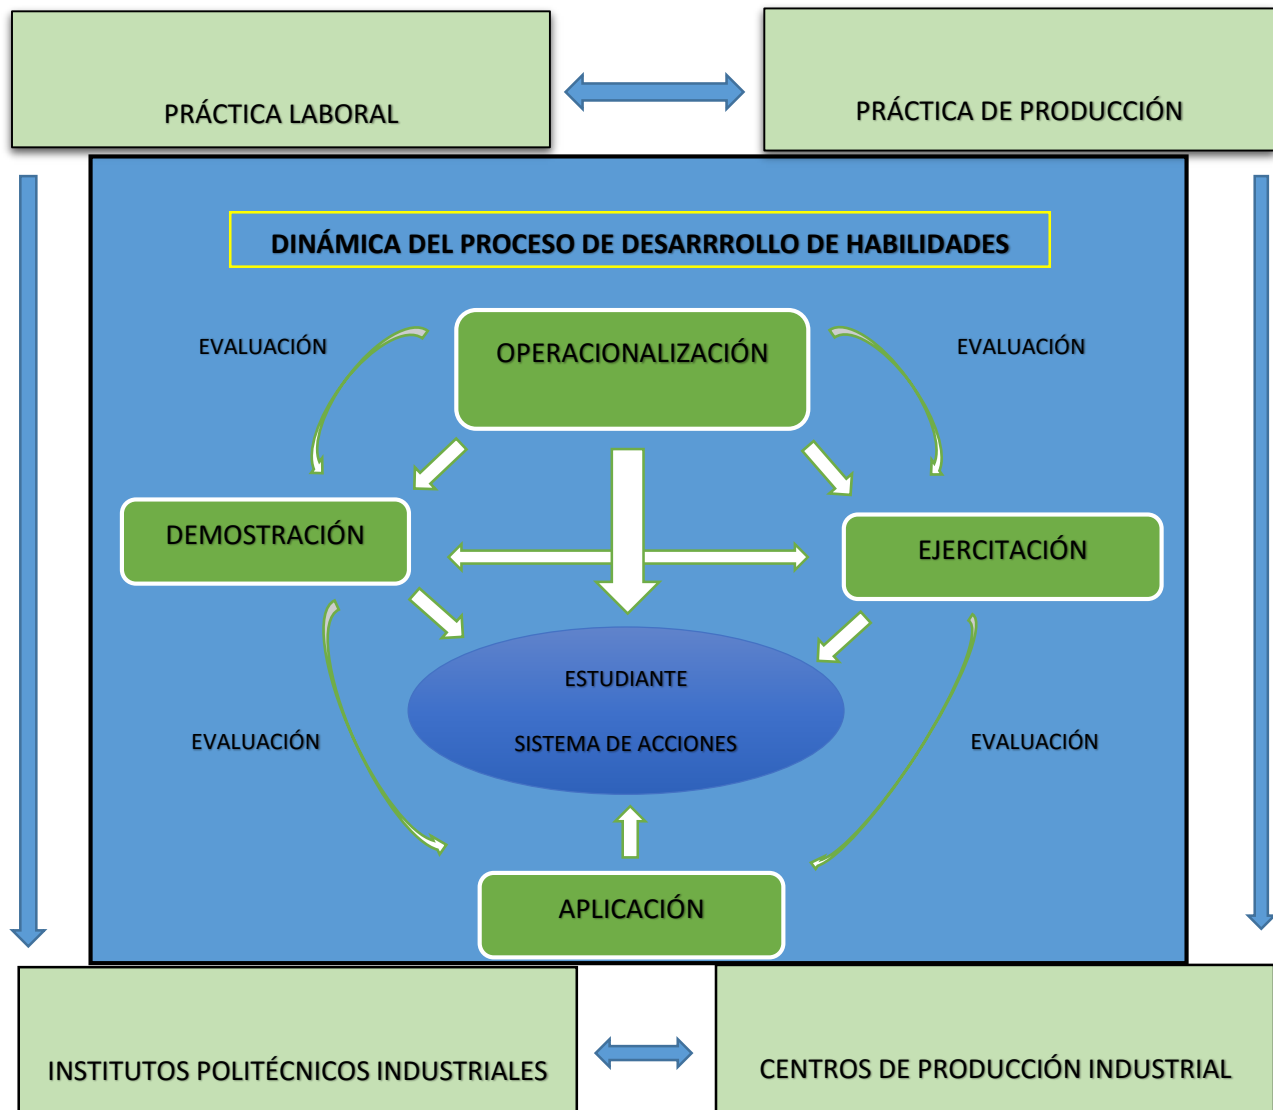 PRÁCTICA LABORAL
PRÁCTICA DE PRODUCCIÓN
DINÁMICA DEL PROCESO DE DESARRROLLO DE HABILIDADES
EVALUACIÓN
OPERACIONALIZACIÓN
EVALUACIÓN
DEMOSTRACIÓN
EJERCITACIÓN
ESTUDIANTE
SISTEMA DE ACCIONES
EVALUACIÓN
EVALUACIÓN
APLICACIÓN
INSTITUTOS POLITÉCNICOS INDUSTRIALES
CENTROS DE PRODUCCIÓN INDUSTRIAL